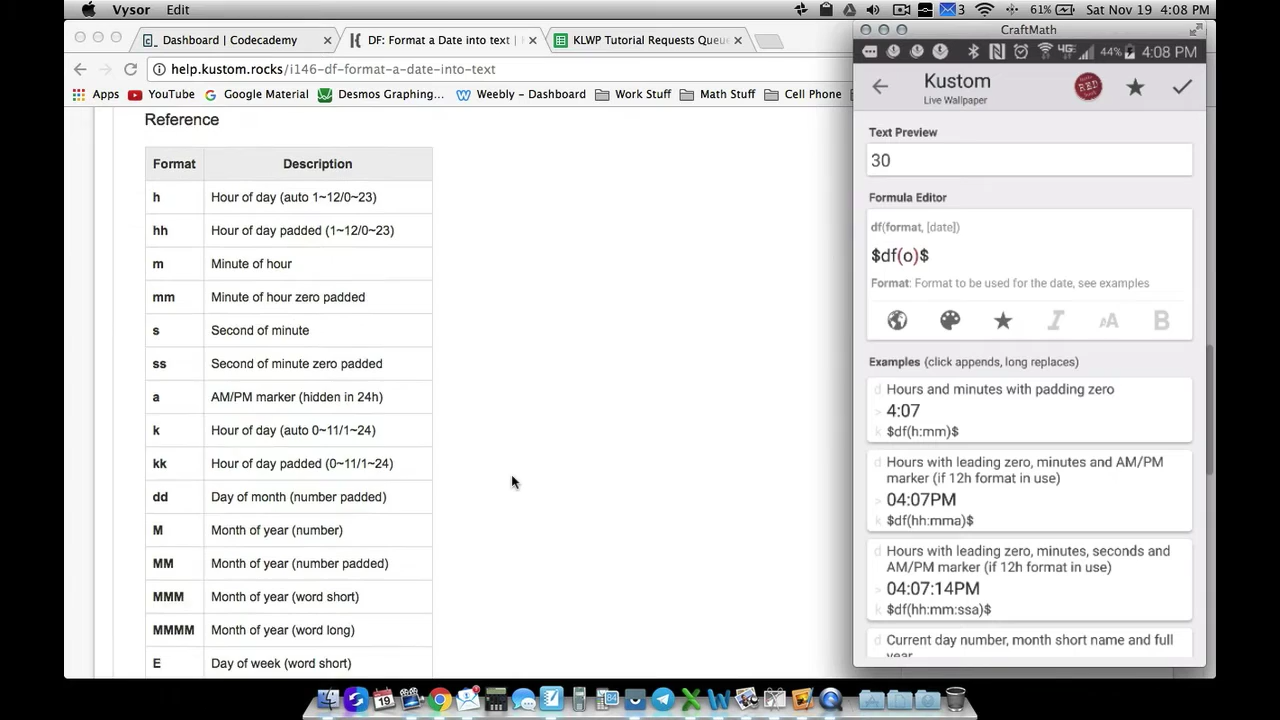 Vysor Edit
3 61% Sat Nov 19 4:08 PM
Dashboard | Codecademy
DF: Format a Date into text |
KLWP Tutorial Requests Queu
help.kustom.rocks/i146-df-format-a-date-into-text
Apps YouTube Google Material Desmos Graphing... Weebly – Dashboard Work Stuff Math Stuff Cell Phone
Reference
Format Description
h Hour of day (auto 1~12/0~23)
hh Hour of day padded (1~12/0~23)
m Minute of hour
mm Minute of hour zero padded
s Second of minute
ss Second of minute zero padded
a AM/PM marker (hidden in 24h)
k Hour of day (auto 0~11/1~24)
kk Hour of day padded (0~11/1~24)
dd Day of month (number padded)
M Month of year (number)
MM Month of year (number padded)
MMM Month of year (word short)
MMMM Month of year (word long)
E Day of week (word short)
CraftMath
4G 44% 4:08 PM
Kustom
Live Wallpaper
RED
Text Preview
30
Formula Editor
df(format, [date])
$df(o)$
Format: Format to be used for the date, see examples
I AA B
Examples (click appends, long replaces)
d Hours and minutes with padding zero
> 4:07
k $df(h:mm)$
d Hours with leading zero, minutes and AM/PM
marker (if 12h format in use)
> 04:07PM
k $df(hh:mma)$
d Hours with leading zero, minutes, seconds and
AM/PM marker (if 12h format in use)
> 04:07:14PM
k $df(hh:mm:ssa)$
d Current day number, month short name and full
year
19